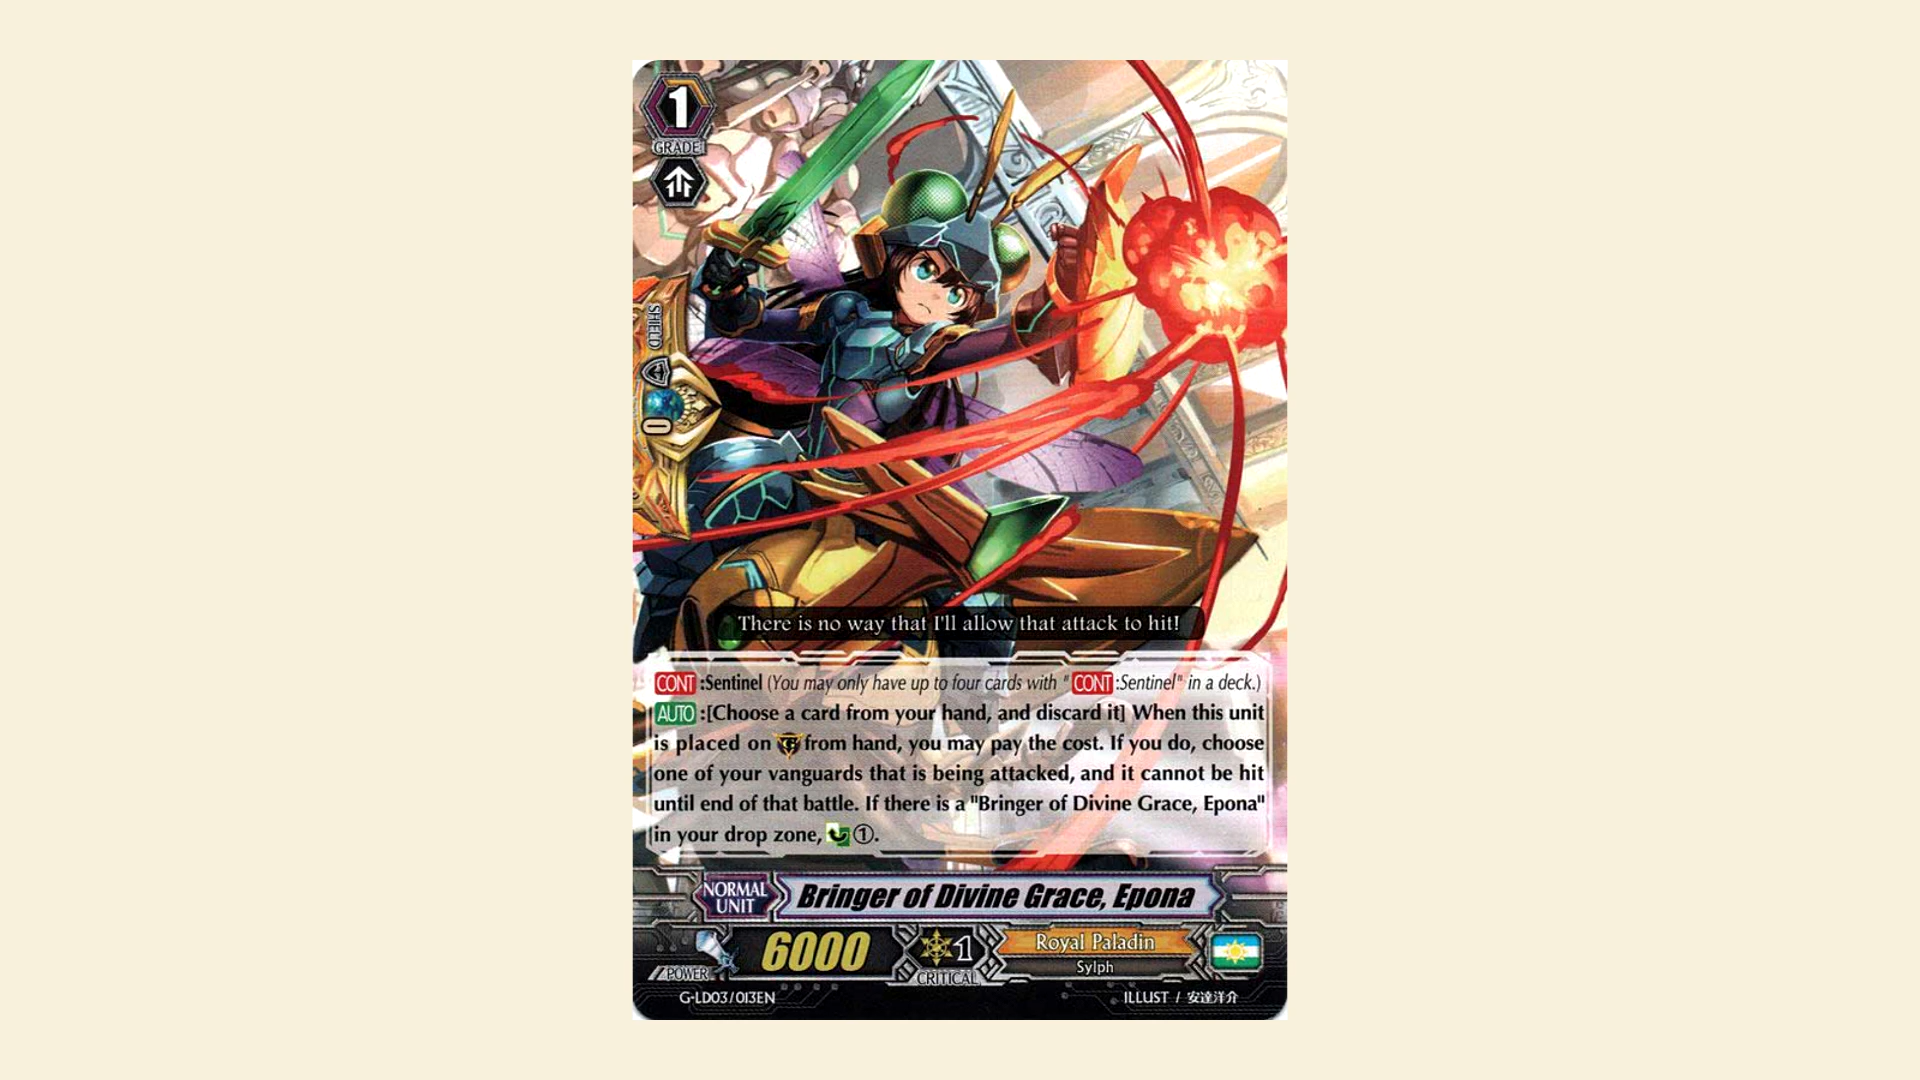 1
GRADE
SHIELD
0
There is no way that I'll allow that attack to hit!
CONT:Sentinel (You may only have up to four cards with "CONT:Sentinel" in a deck.)
AUTO:[Choose a card from your hand, and discard it] When this unit
is placed on G from hand, you may pay the cost. If you do, choose
one of your vanguards that is being attacked, and it cannot be hit
until end of that battle. If there is a "Bringer of Divine Grace, Epona"
in your drop zone, ①.
NORMAL
UNIT
Bringer of Divine Grace, Epona
POWER
6000
1
CRITICAL
Royal Paladin
Sylph
G-LD03/013EN
ILLUST / 安達洋介